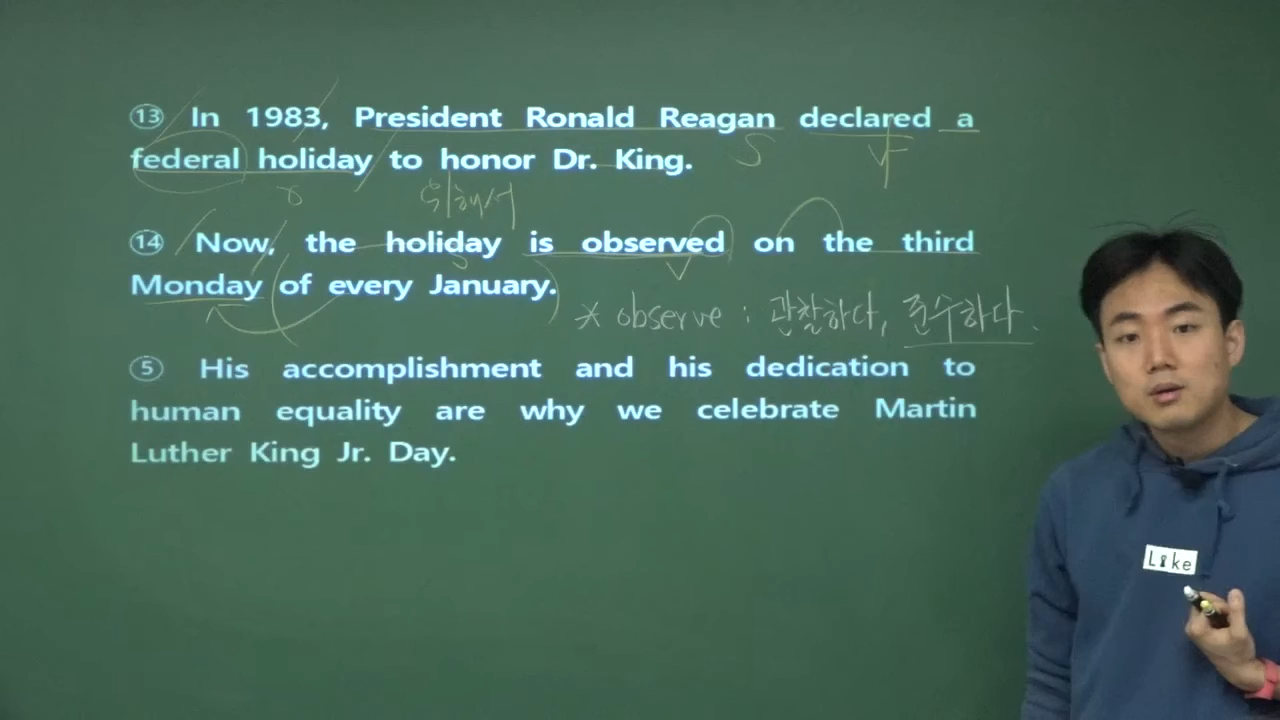 ⑬ In 1983, President Ronald Reagan declared a
federal holiday to honor Dr. King.
S V
o 위해서
⑭ Now, the holiday is observed on the third
S V
Monday of every January.
* observe : 관찰하다, 준수하다.
⑤ His accomplishment and his dedication to
human equality are why we celebrate Martin
Luther King Jr. Day.
Like